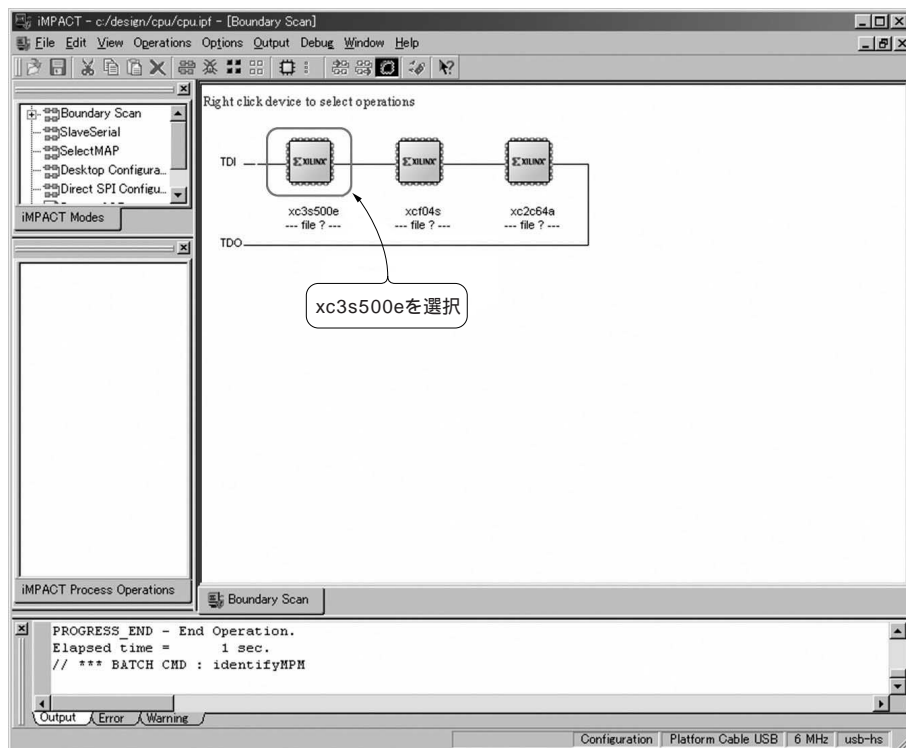 iMPACT - c:/design/cpu/cpu.ipf - [Boundary Scan]
File Edit View Operations Options Output Debug Window Help
Boundary Scan
SlaveSerial
SelectMAP
Desktop Configura...
Direct SPI Configu...
iMPACT Modes
Right click device to select operations
TDI
XILINX XILINX XILINX
xc3s500e xcf04s xc2c64a
--- file ? --- --- file ? --- --- file ? ---
TDO
xc3s500eを選択
iMPACT Process Operations
Boundary Scan
PROGRESS_END - End Operation.
Elapsed time = 1 sec.
// *** BATCH CMD : identifyMPM
Output Error Warning
Configuration Platform Cable USB 6 MHz usb-hs